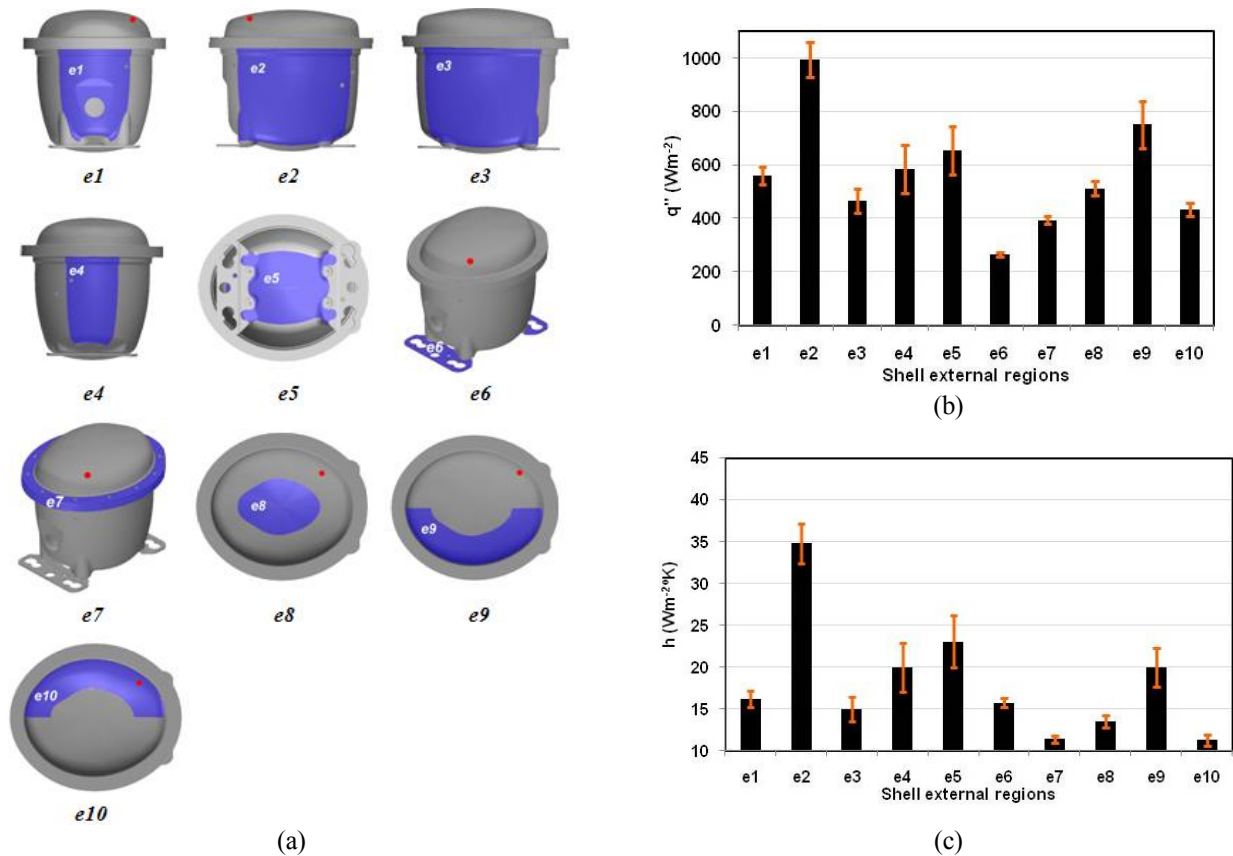 e1
e2
e3
e1 e2 e3
e4
e5
e6
e4 e5 e6
e7
e8
e9
e7 e8 e9
e10
e10
(a)
1000
800
600
400
200
0
q'' (Wm⁻²)
e1 e2 e3 e4 e5 e6 e7 e8 e9 e10
Shell external regions
(b)
45
40
35
30
25
20
15
10
h (Wm⁻²ºK)
e1 e2 e3 e4 e5 e6 e7 e8 e9 e10
Shell external regions
(c)